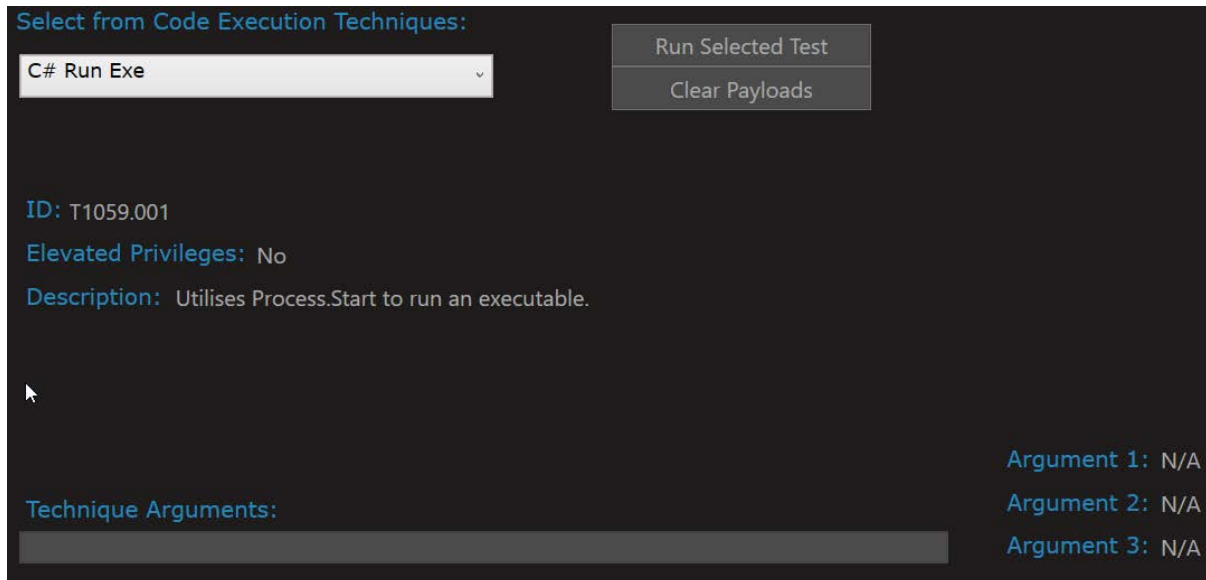 Select from Code Execution Techniques:
C# Run Exe
Run Selected Test
Clear Payloads
ID: T1059.001
Elevated Privileges: No
Description: Utilises Process.Start to run an executable.
Argument 1: N/A
Technique Arguments:
Argument 2: N/A
Argument 3: N/A